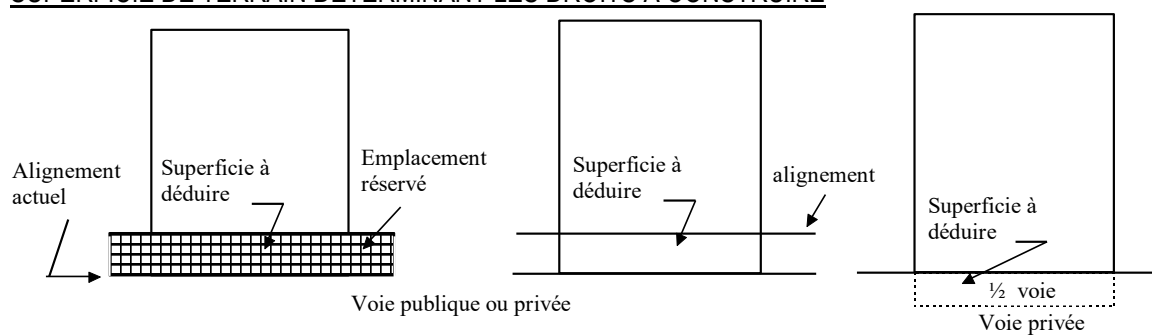 SUPERFICIE DE TERRAIN DETERMINANT LES DROITS A CONSTRUIRE
Alignement
actuel
Superficie à
déduire
Emplacement
réservé
Superficie à
déduire
alignement
Superficie à
déduire
½ voie
Voie publique ou privée
Voie privée